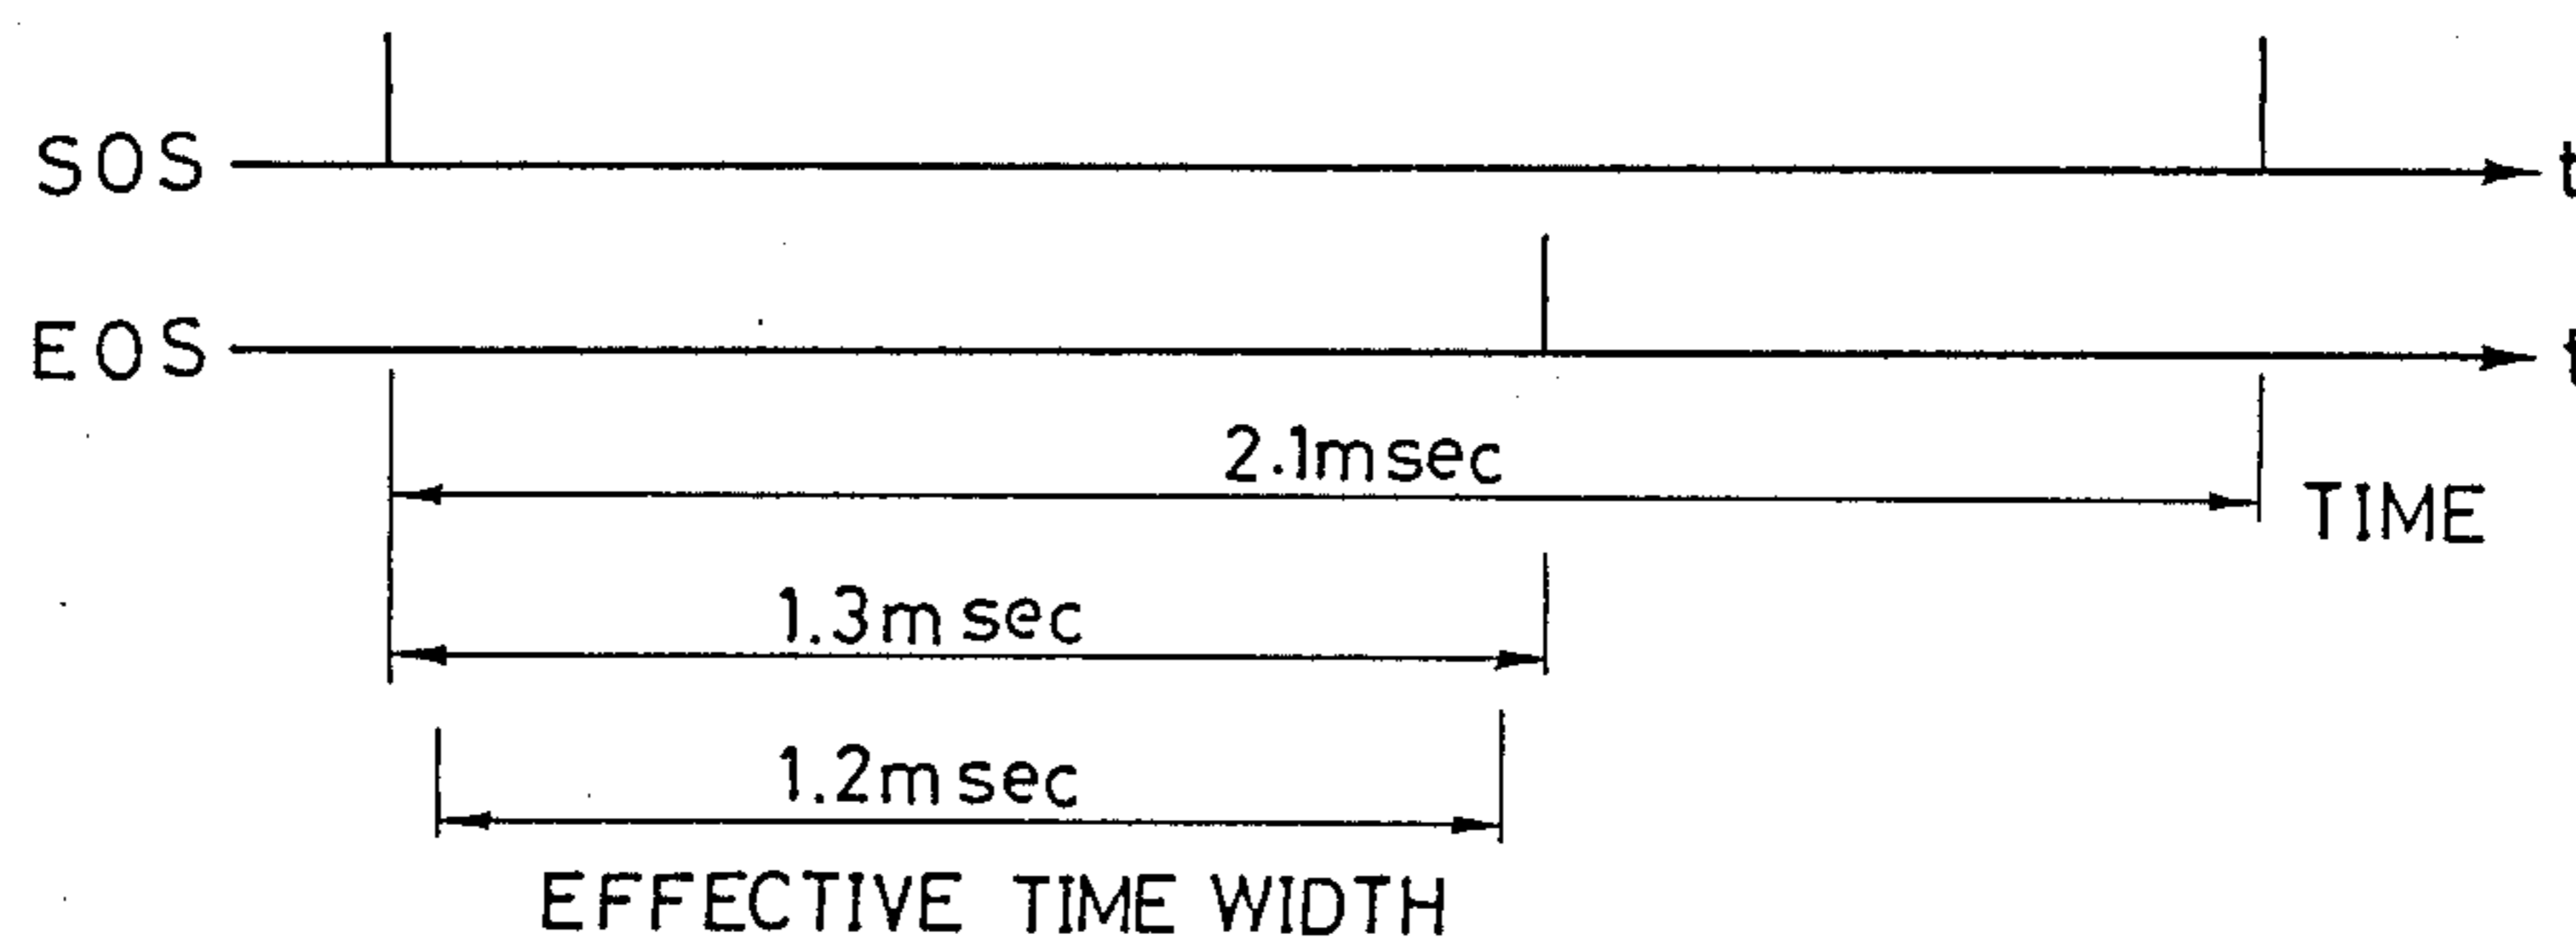 SOS t
EOS t
2.1msec
TIME
1.3msec
1.2msec
EFFECTIVE TIME WIDTH